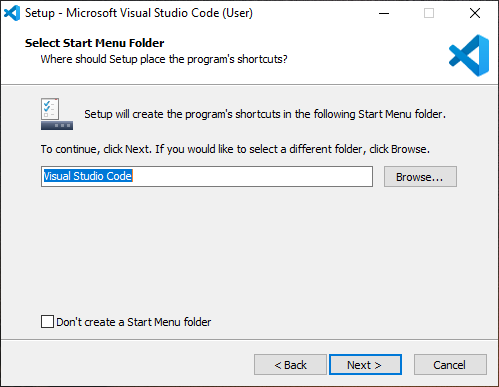 Setup - Microsoft Visual Studio Code (User)
Select Start Menu Folder
Where should Setup place the program's shortcuts?
Setup will create the program's shortcuts in the following Start Menu folder.
To continue, click Next. If you would like to select a different folder, click Browse.
Visual Studio Code
Browse...
Don't create a Start Menu folder
< Back
Next >
Cancel